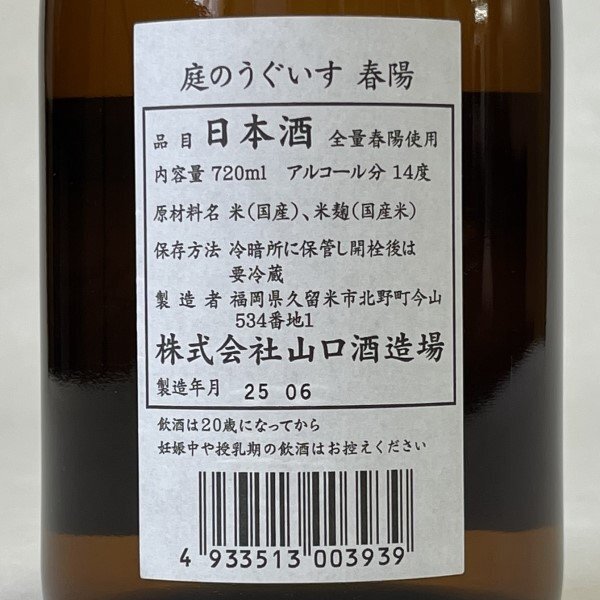 庭のうぐいす 春陽
品目 日本酒 全量春陽使用
内容量 720ml アルコール分 14度
原材料名 米(国産)、米麹(国産米)
保存方法 冷暗所に保管し開栓後は
要冷蔵
製造者 福岡県久留米市北野町今山
534番地1
株式会社山口酒造場
製造年月 25 06
飲酒は20歳になってから
妊娠中や授乳期の飲酒はお控えください
4 933513 003939